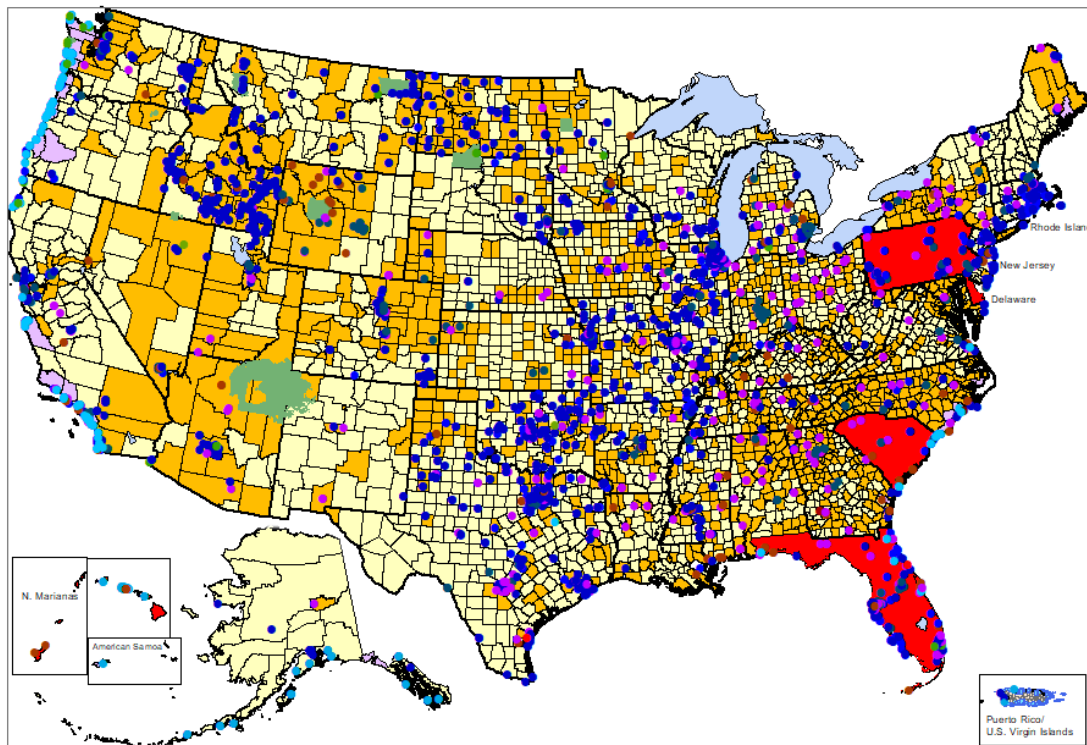 Rhode Island
New Jersey
Delaware
N. Marianas
American Samoa
Puerto Rico/
U.S. Virgin Islands